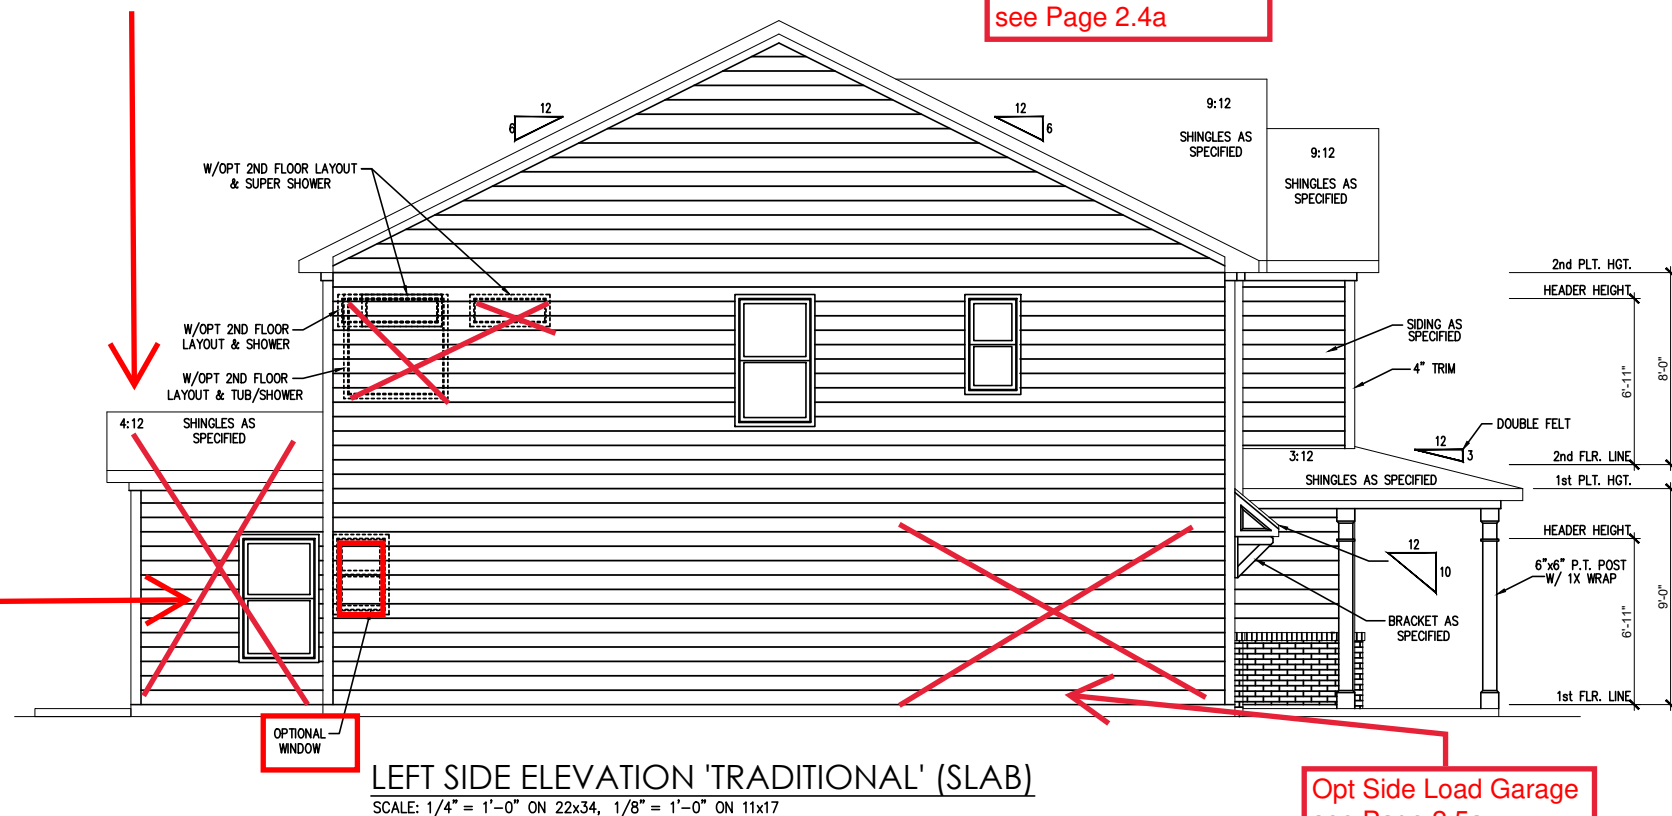 see Page 2.4a
12
6
12
6
9:12
SHINGLES AS
SPECIFIED
9:12
SHINGLES AS
SPECIFIED
W/OPT 2ND FLOOR LAYOUT
& SUPER SHOWER
2nd PLT. HGT.
HEADER HEIGHT
W/OPT 2ND FLOOR
LAYOUT & SHOWER
SIDING AS
SPECIFIED
4" TRIM
6'-11"
8'-0"
W/OPT 2ND FLOOR
LAYOUT & TUB/SHOWER
4:12
SHINGLES AS
SPECIFIED
DOUBLE FELT
12
3
3:12
2nd FLR. LINE
SHINGLES AS SPECIFIED
1st PLT. HGT.
HEADER HEIGHT
12
10
6"x6" P.T. POST
W/ 1X WRAP
6'-11"
9'-0"
BRACKET AS
SPECIFIED
1st FLR. LINE
OPTIONAL
WINDOW
LEFT SIDE ELEVATION 'TRADITIONAL' (SLAB)
SCALE: 1/4" = 1'-0" ON 22x34, 1/8" = 1'-0" ON 11x17
Opt Side Load Garage
see Page 2.5a